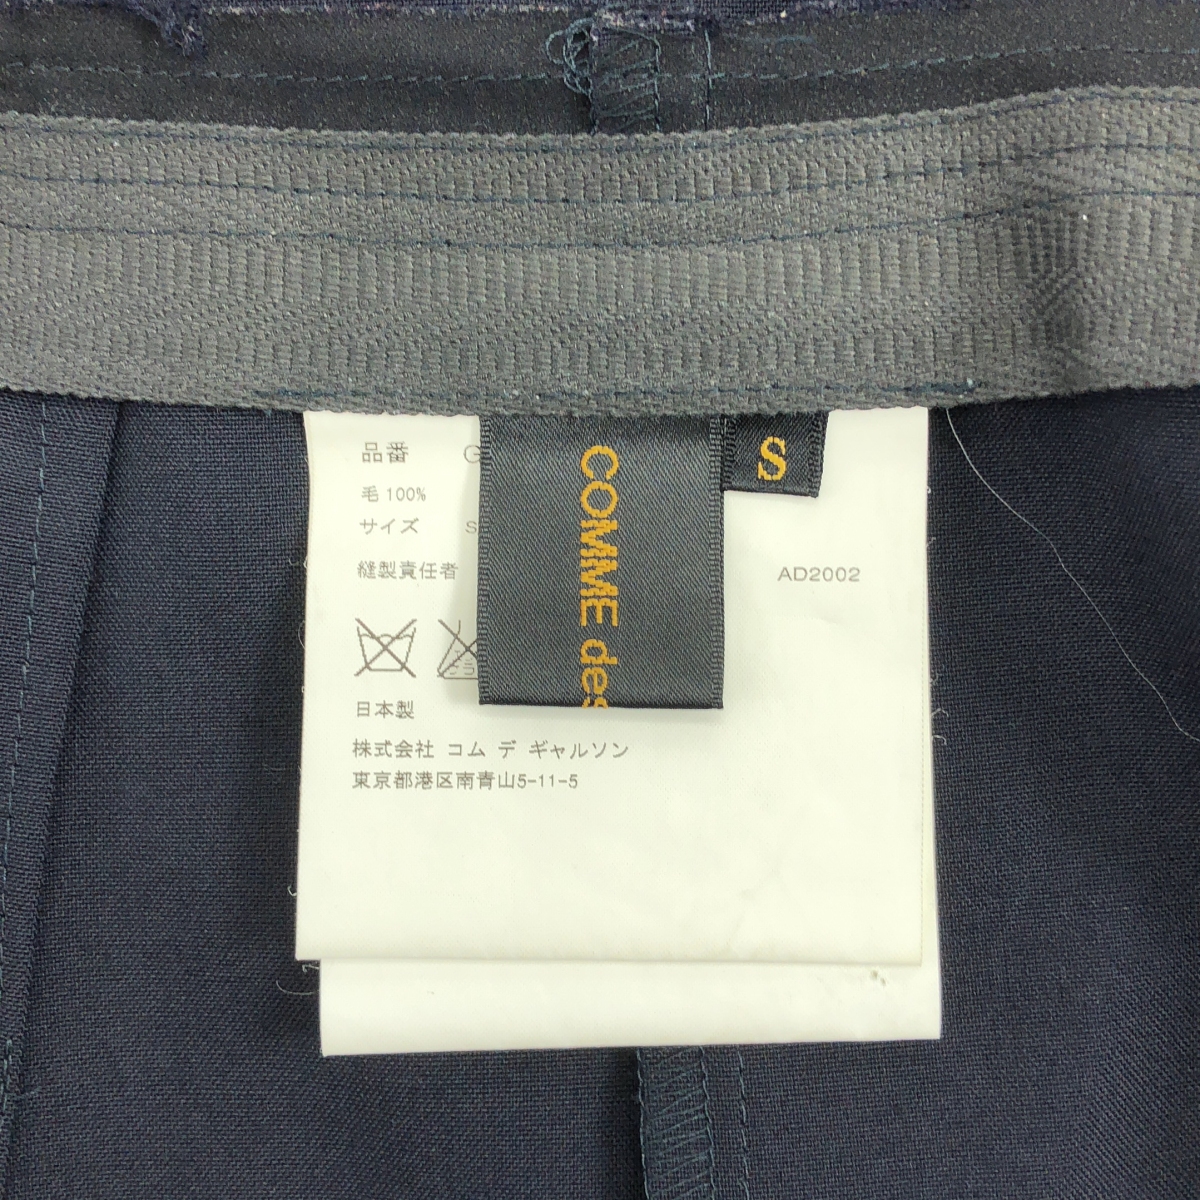 品番 G
毛 100%
サイズ S
縫製責任者
AD2002
日本製
株式会社 コム デ ギャルソン
東京都港区南青山5-11-5
COMME des
S